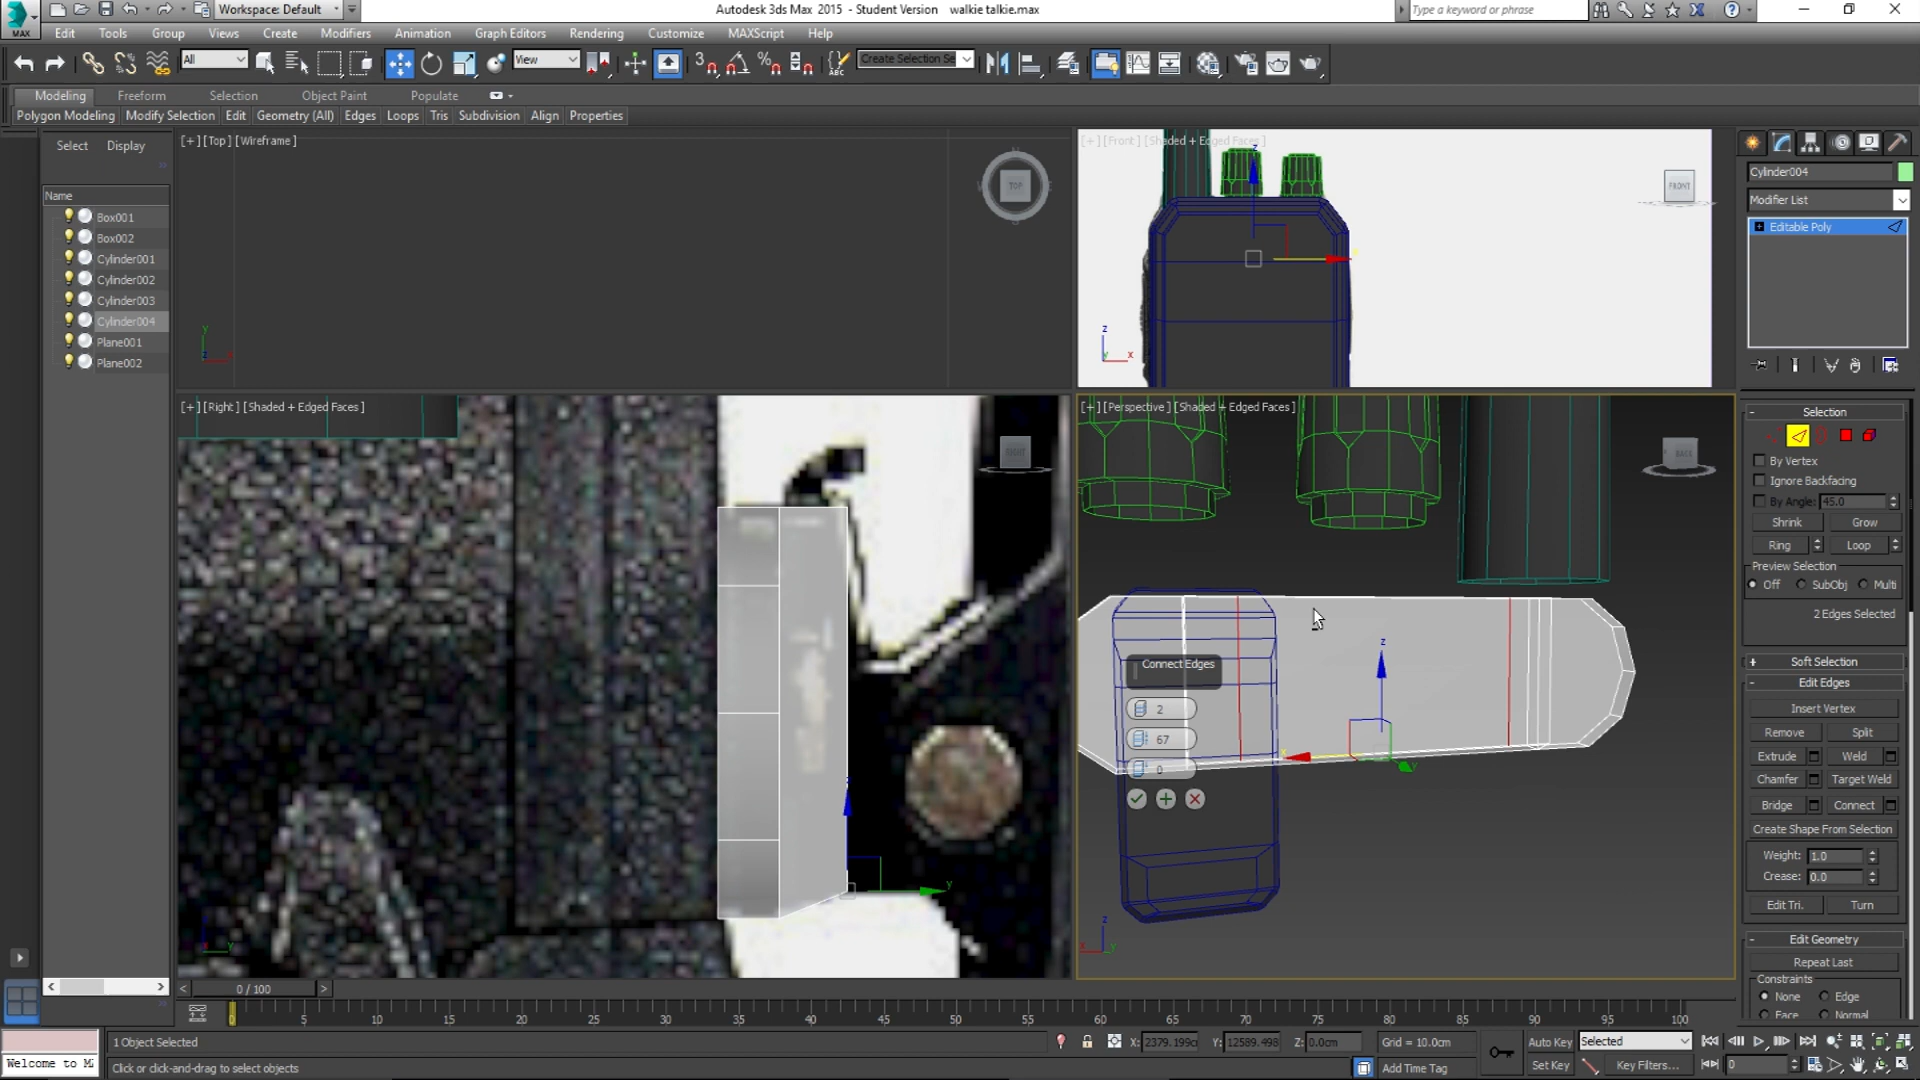 Workspace: Default
Autodesk 3ds Max 2015 - Student Version walkie talkie.max
Type a keyword or phrase
MAX
Edit Tools Group Views Create Modifiers Animation Graph Editors Rendering Customize MAXScript Help
All
View
3
ABC
Create Selection Se
Modeling Freeform Selection Object Paint Populate
Polygon Modeling Modify Selection Edit Geometry (All) Edges Loops Tris Subdivision Align Properties
Select Display
Name
Box001
Box002
Cylinder001
Cylinder002
Cylinder003
Cylinder004
Plane001
Plane002
[+] [Top] [Wireframe]
TOP
[+] [Front] [Shaded + Edged Faces]
FRONT
[+] [Right] [Shaded + Edged Faces]
RIGHT
[+] [Perspective] [Shaded + Edged Faces]
BACK
Connect Edges
2
67
0
Cylinder004
Modifier List
Editable Poly
Selection
By Vertex
Ignore Backfacing
By Angle: 45.0
Shrink Grow
Ring Loop
Preview Selection
Off SubObj Multi
2 Edges Selected
Soft Selection
Edit Edges
Insert Vertex
Remove Split
Extrude Weld
Chamfer Target Weld
Bridge Connect
Create Shape From Selection
Weight: 1.0
Crease: 0.0
Edit Tri. Turn
Edit Geometry
Repeat Last
Constraints
None Edge
Face Normal
0 / 100
0 5 10 15 20 25 30 35 40 45 50 55 60 65 70 75 80 85 90 95 100
1 Object Selected
X: 2379.199c Y: 12589.498 Z: 0.0cm Grid = 10.0cm
Auto Key Selected
Welcome to M
Click or click-and-drag to select objects
Add Time Tag
Set Key Key Filters... 0